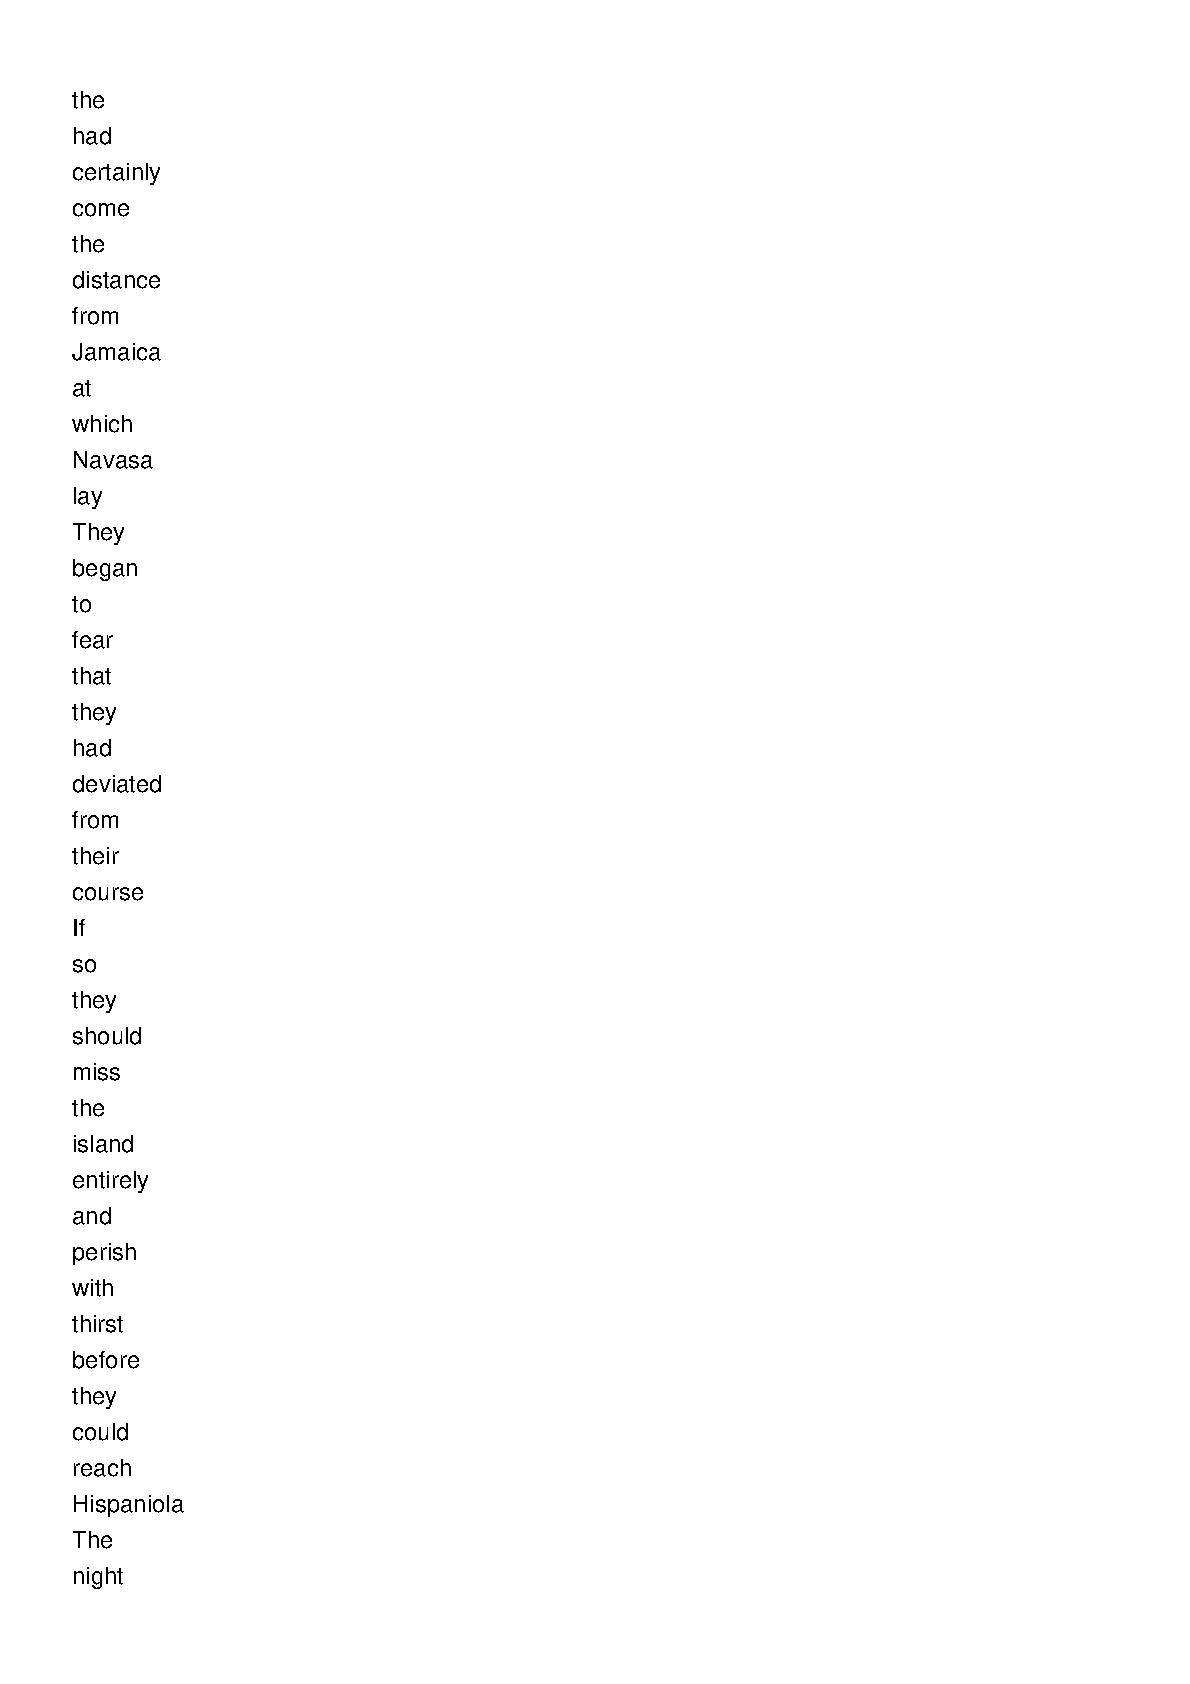 the
had
certainly
come
the
distance
from
Jamaica
at
which
Navasa
lay
They
began
to
fear
that
they
had
deviated
from
their
course
If
so
they
should
miss
the
island
entirely
and
perish
with
thirst
before
they
could
reach
Hispaniola
The
night